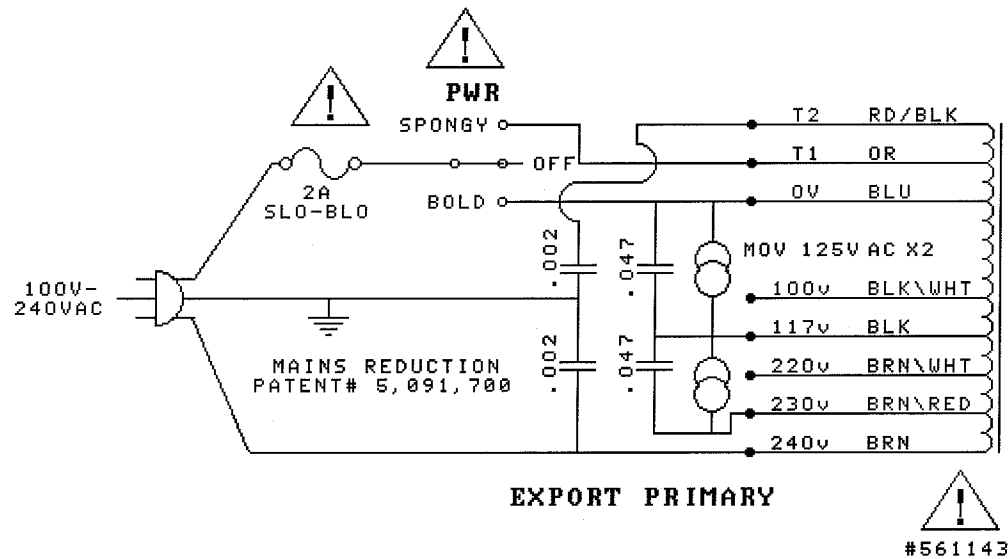 !
!
PWR
SPONGY
OFF
BOLD
2A
SLO-BLO
T2 RD/BLK
T1 OR
0V BLU
MOV 125V AC X2
100v BLK\WHT
117v BLK
220v BRN\WHT
230v BRN\RED
240v BRN
.002
.047
.002
.047
100V-
240VAC
MAINS REDUCTION
PATENT# 5,091,700
EXPORT PRIMARY
!
#561143